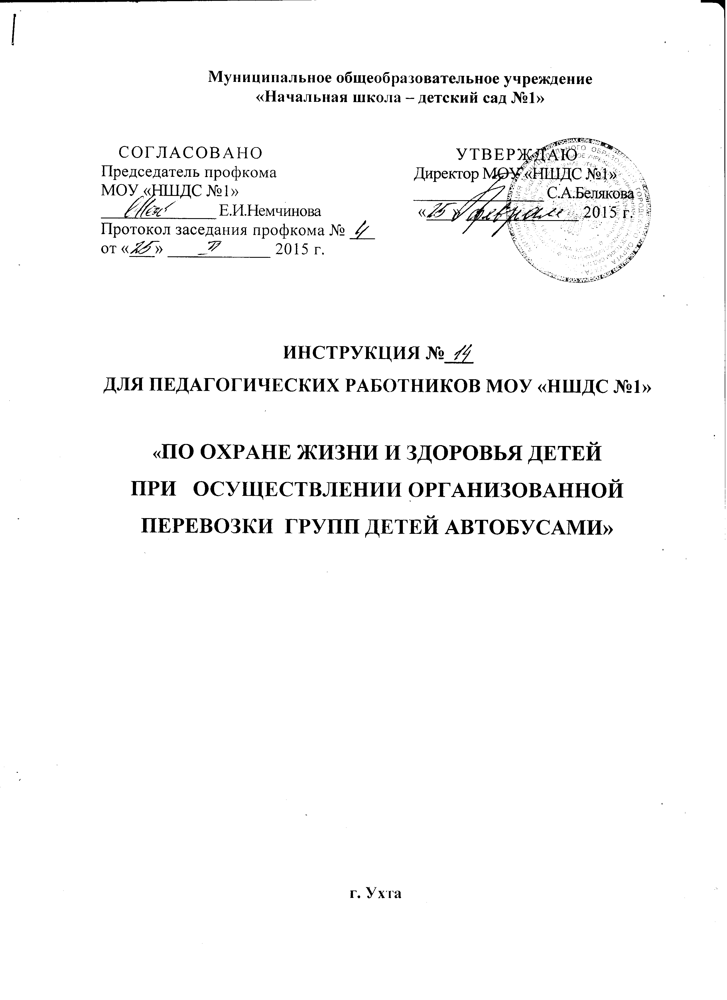 Муниципальное общеобразовательное учреждение
«Начальная школа – детский сад №1»
СОГЛАСОВАНО
Председатель профкома
МОУ «НШДС №1»
Е.И.Немчинова
Протокол заседания профкома № 4
от «25» II 2015 г.
УТВЕРЖДАЮ
Директор МОУ «НШДС №1»
С.А.Белякова
«25» февраля 2015 г.
ИНСТРУКЦИЯ № 14
ДЛЯ ПЕДАГОГИЧЕСКИХ РАБОТНИКОВ МОУ «НШДС №1»
«ПО ОХРАНЕ ЖИЗНИ И ЗДОРОВЬЯ ДЕТЕЙ
ПРИ ОСУЩЕСТВЛЕНИИ ОРГАНИЗОВАННОЙ
ПЕРЕВОЗКИ ГРУПП ДЕТЕЙ АВТОБУСАМИ»
г. Ухта